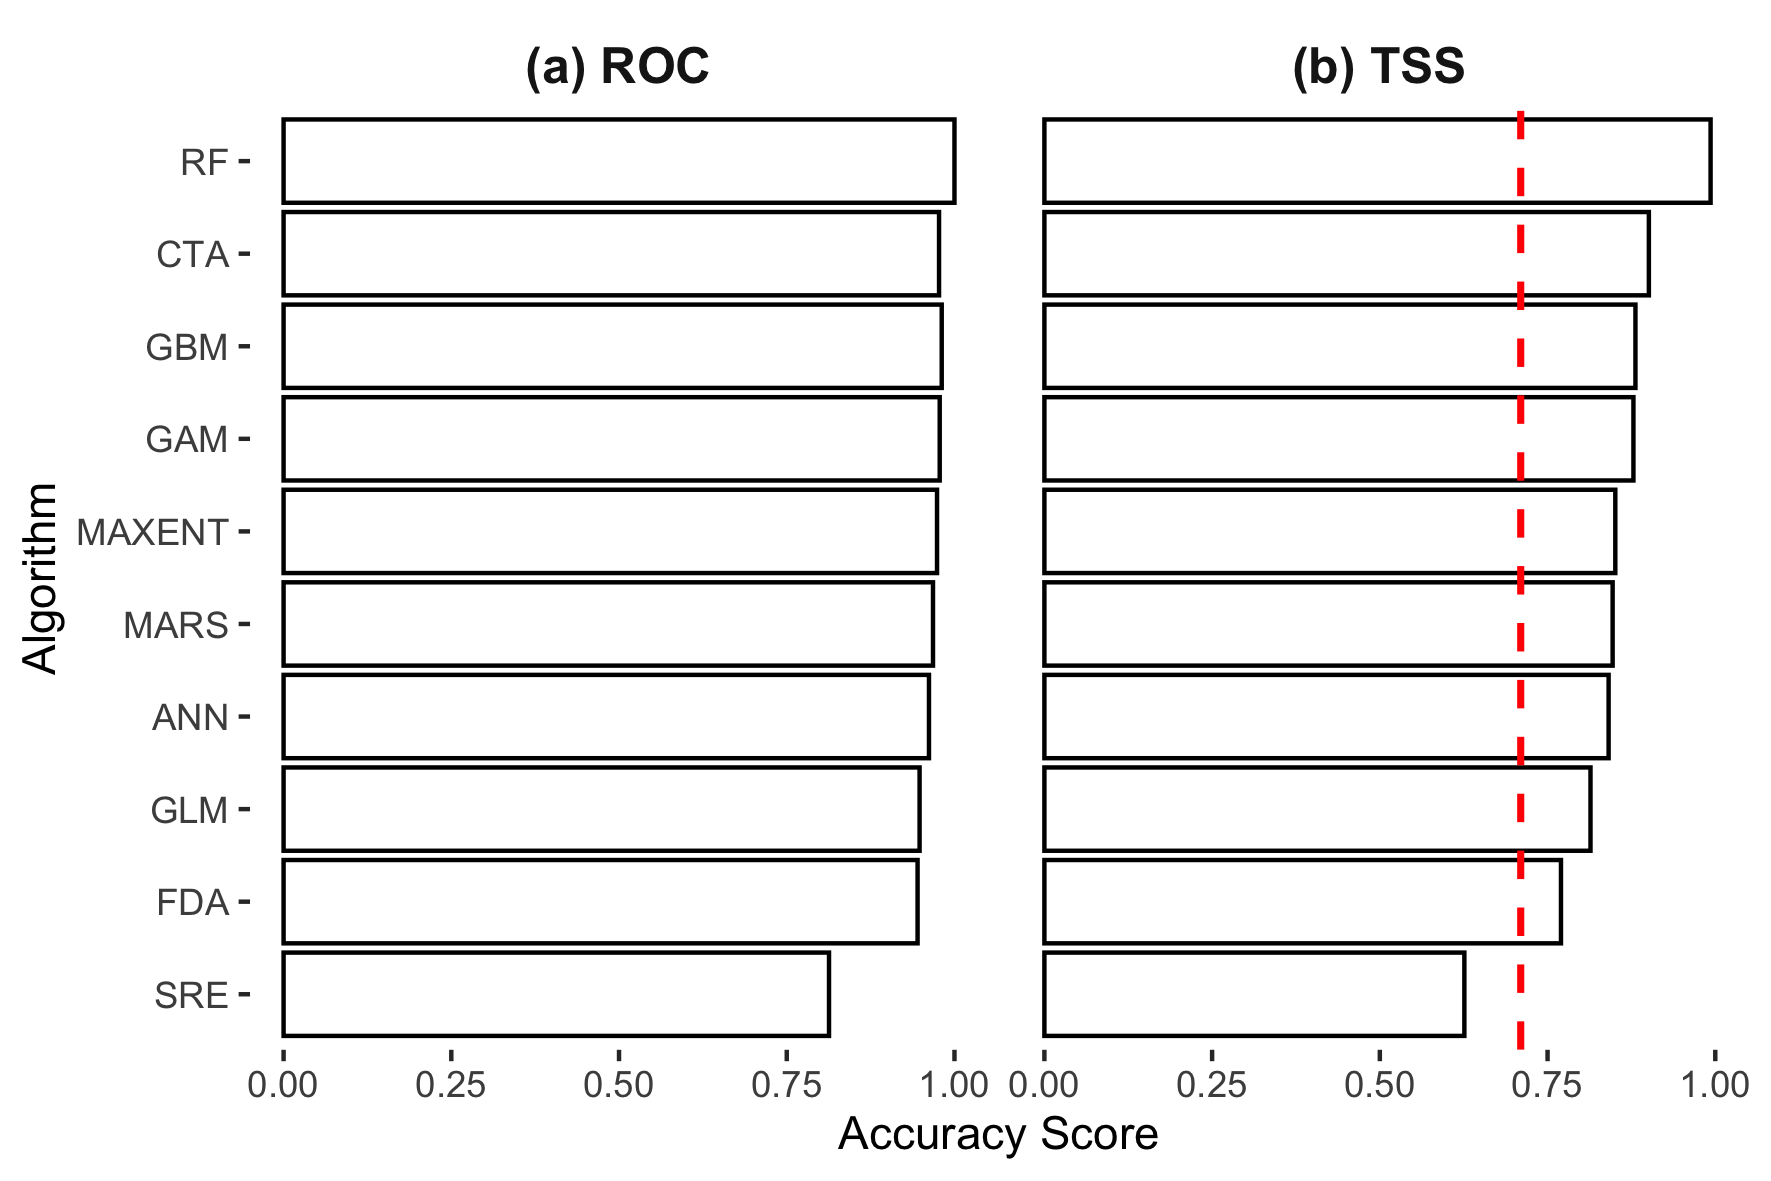 (a) ROC
(b) TSS
Algorithm
RF
CTA
GBM
GAM
MAXENT
MARS
ANN
GLM
FDA
SRE
0.00 0.25 0.50 0.75 1.00 0.00 0.25 0.50 0.75 1.00
Accuracy Score